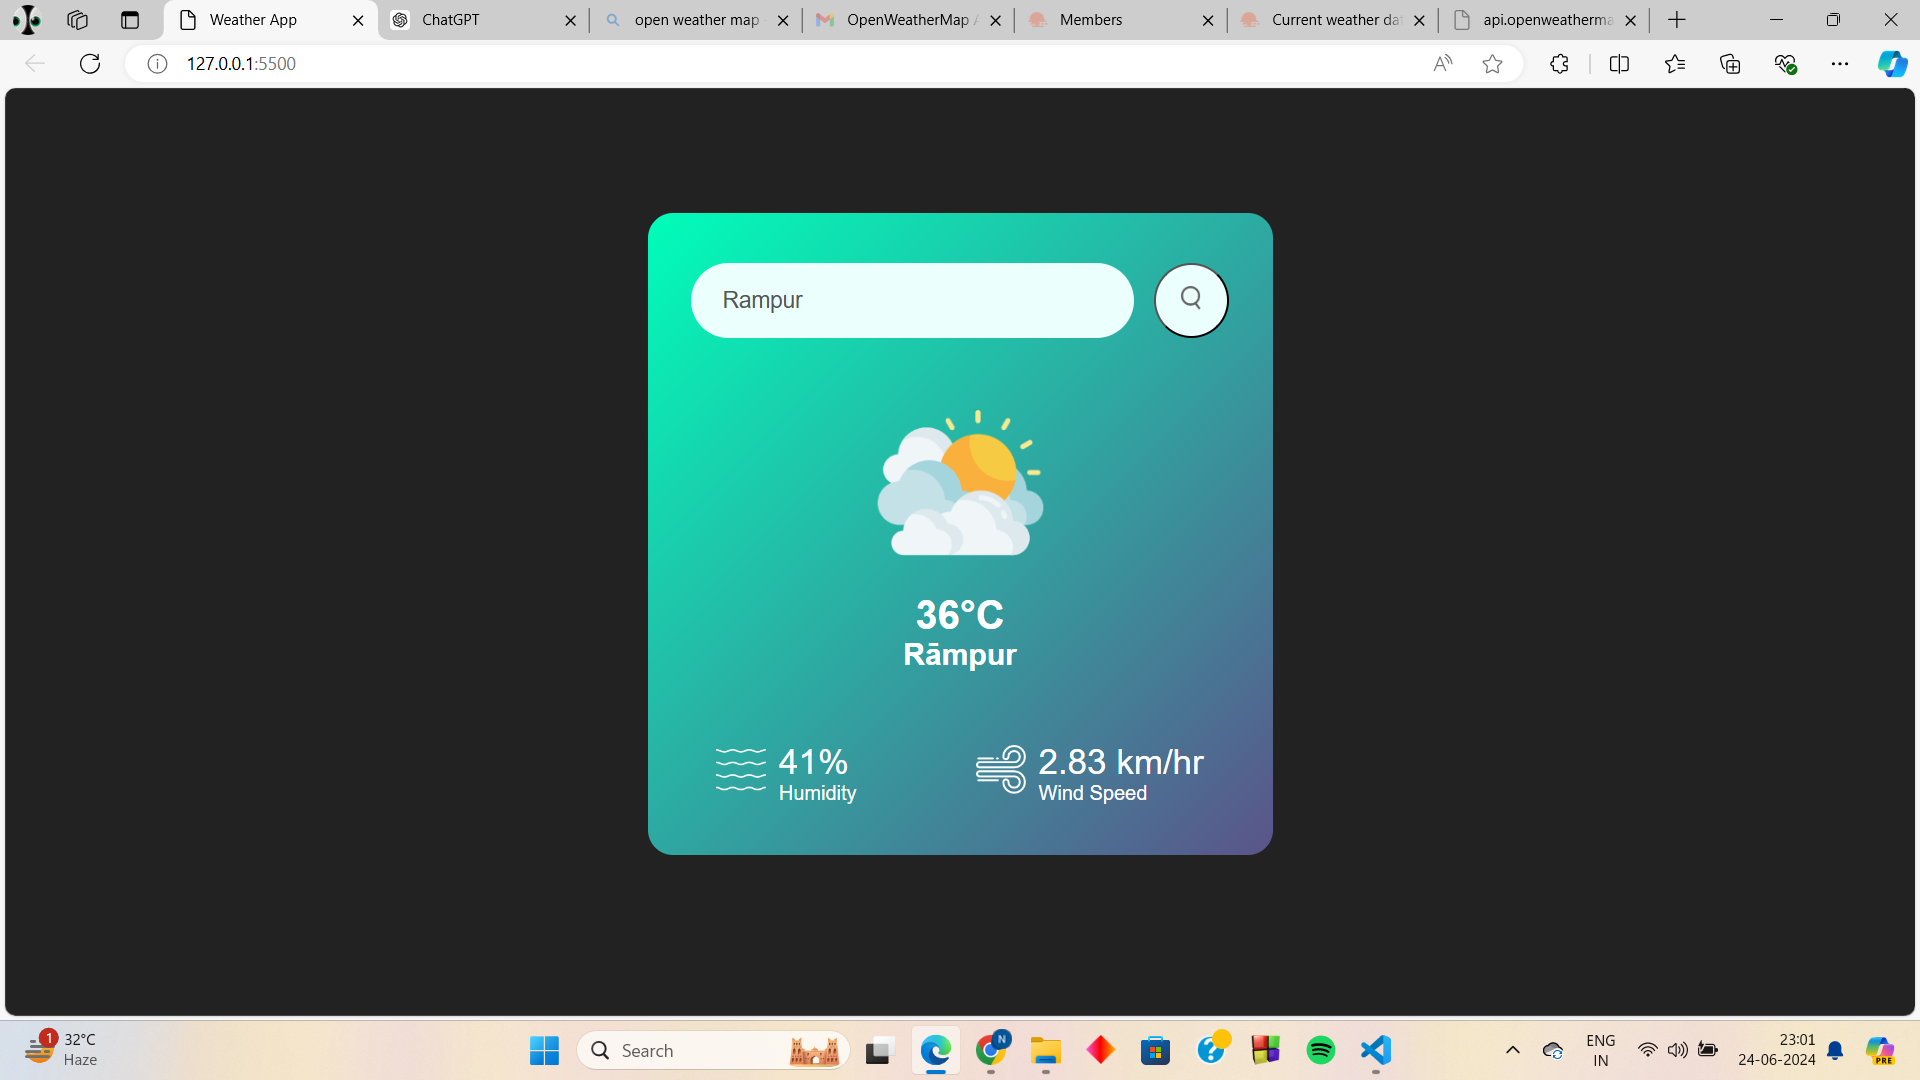 Weather App
ChatGPT
open weather map
OpenWeatherMap A
Members
Current weather da
api.openweatherma
127.0.0.1:5500
Rampur
36°C
Rāmpur
41%
Humidity
2.83 km/hr
Wind Speed
1
32°C
Haze
Search
N
ENG
IN
23:01
24-06-2024
PRE